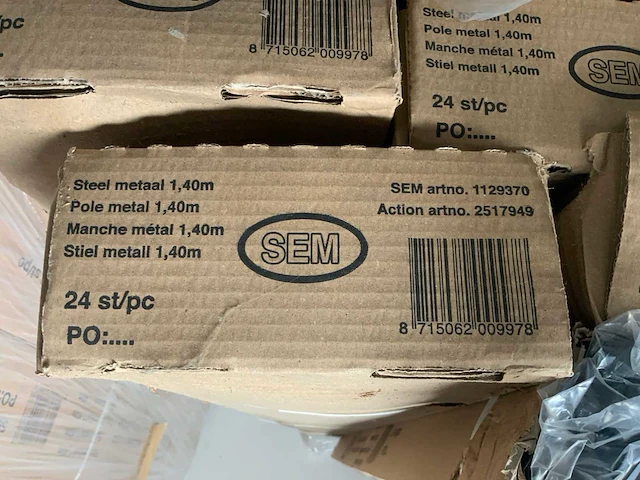 /pc
8 715062 009978
Steel metaal 1,40m
Pole metal 1,40m
Manche métal 1,40m
Stiel metall 1,40m
SEM
24 st/pc
PO:....
Steel metaal 1,40m
Pole metal 1,40m
Manche métal 1,40m
Stiel metall 1,40m
SEM
24 st/pc
PO:....
SEM artno. 1129370
Action artno. 2517949
8 715062 009978